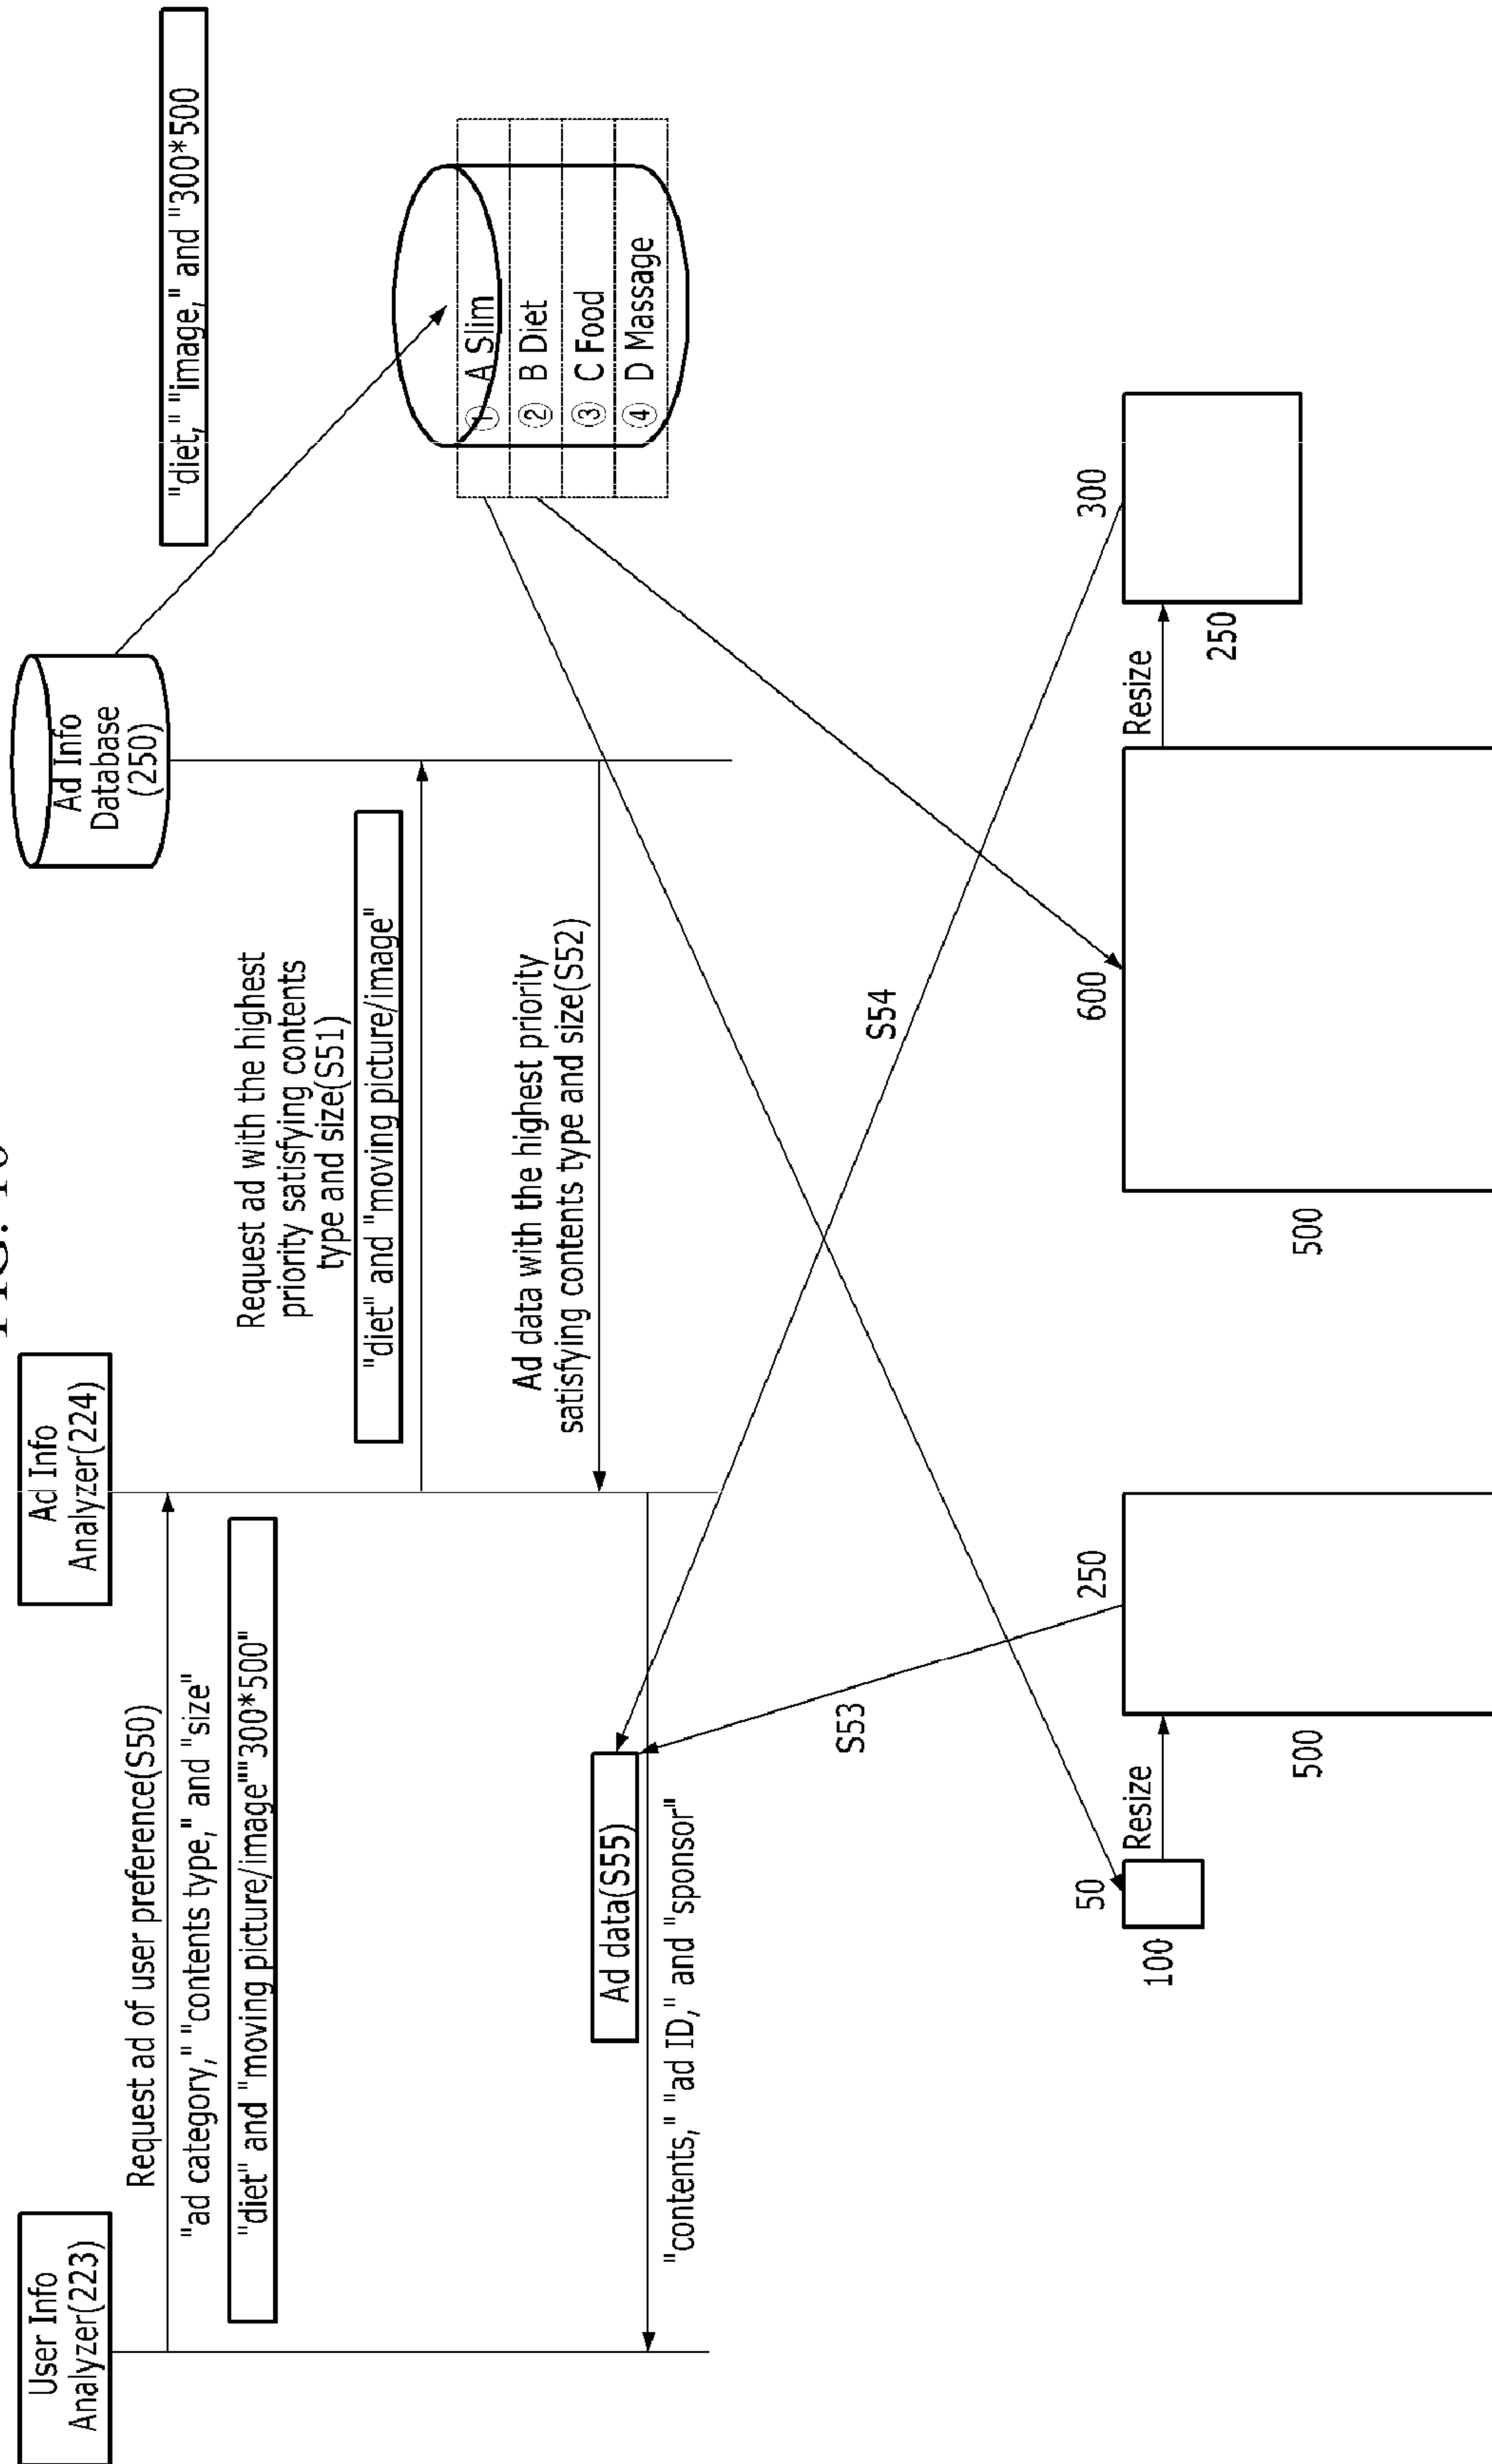 FIG. 10
User Info
Analyzer(223)
Ad Info
Analyzer(224)
Ad Info
Database
(250)
Request ad of user preference(S50)
"ad category," "contents type," and "size"
"diet" and "moving picture/image""300*500"
Request ad with the highest
priority satisfying contents
type and size(S51)
"diet" and "moving picture/image"
"diet," "image," and "300*500
Ad data with the highest priority
satisfying contents type and size(S52)
① A Slim
② B Diet
③ C Food
④ D Massage
Ad data(S55)
"contents," "ad ID," and "sponsor"
S53
S54
50
100
Resize
250
500
600
500
Resize
300
250